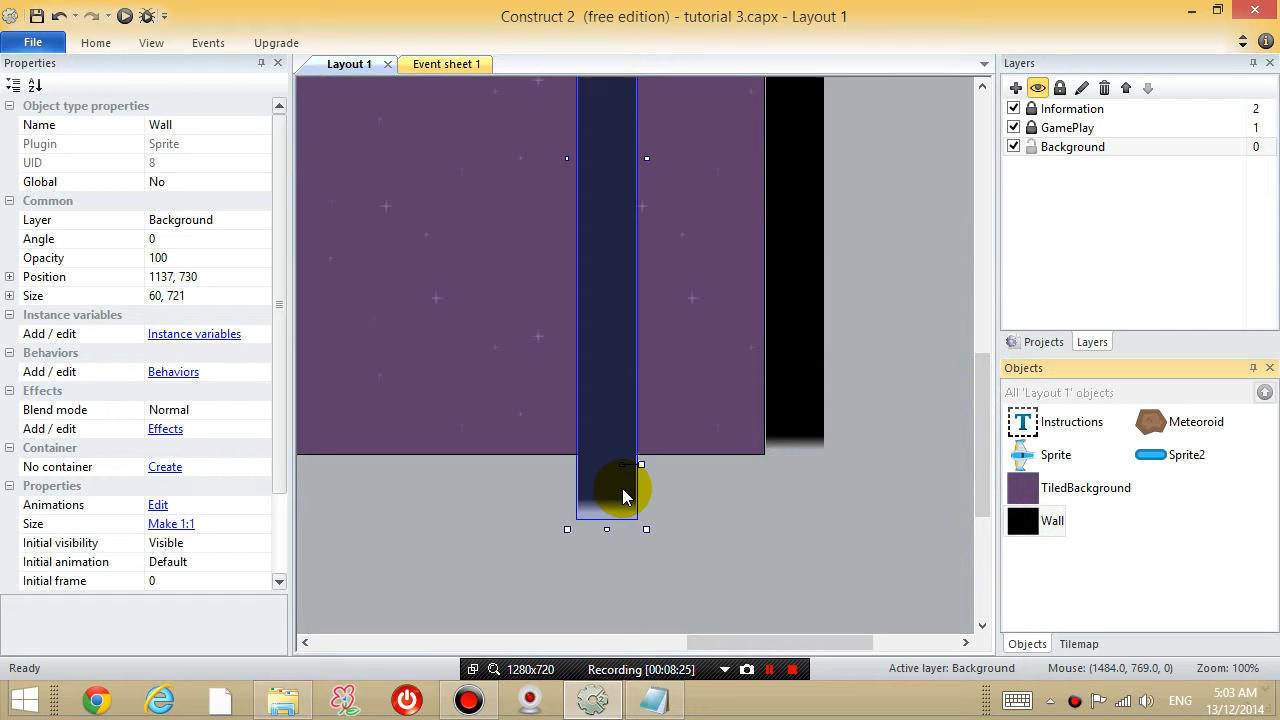 Construct 2 (free edition) - tutorial 3.capx - Layout 1
File Home View Events Upgrade
Properties
Layout 1 Event sheet 1
Layers
Object type properties
Name Wall
Plugin Sprite
UID 8
Global No
Common
Layer Background
Angle 0
Opacity 100
Position 1137, 730
Size 60, 721
Instance variables
Add / edit Instance variables
Behaviors
Add / edit Behaviors
Effects
Blend mode Normal
Add / edit Effects
Container
No container Create
Properties
Animations Edit
Size Make 1:1
Initial visibility Visible
Initial animation Default
Initial frame 0
Information 2
GamePlay 1
Background 0
Projects Layers
Objects
All 'Layout 1' objects
T Instructions Meteoroid
Sprite Sprite2
TiledBackground
Wall
Objects Tilemap
Ready
1280x720 Recording [00:08:25]
Active layer: Background Mouse: (1484.0, 769.0, 0) Zoom: 100%
ENG
5:03 AM
13/12/2014